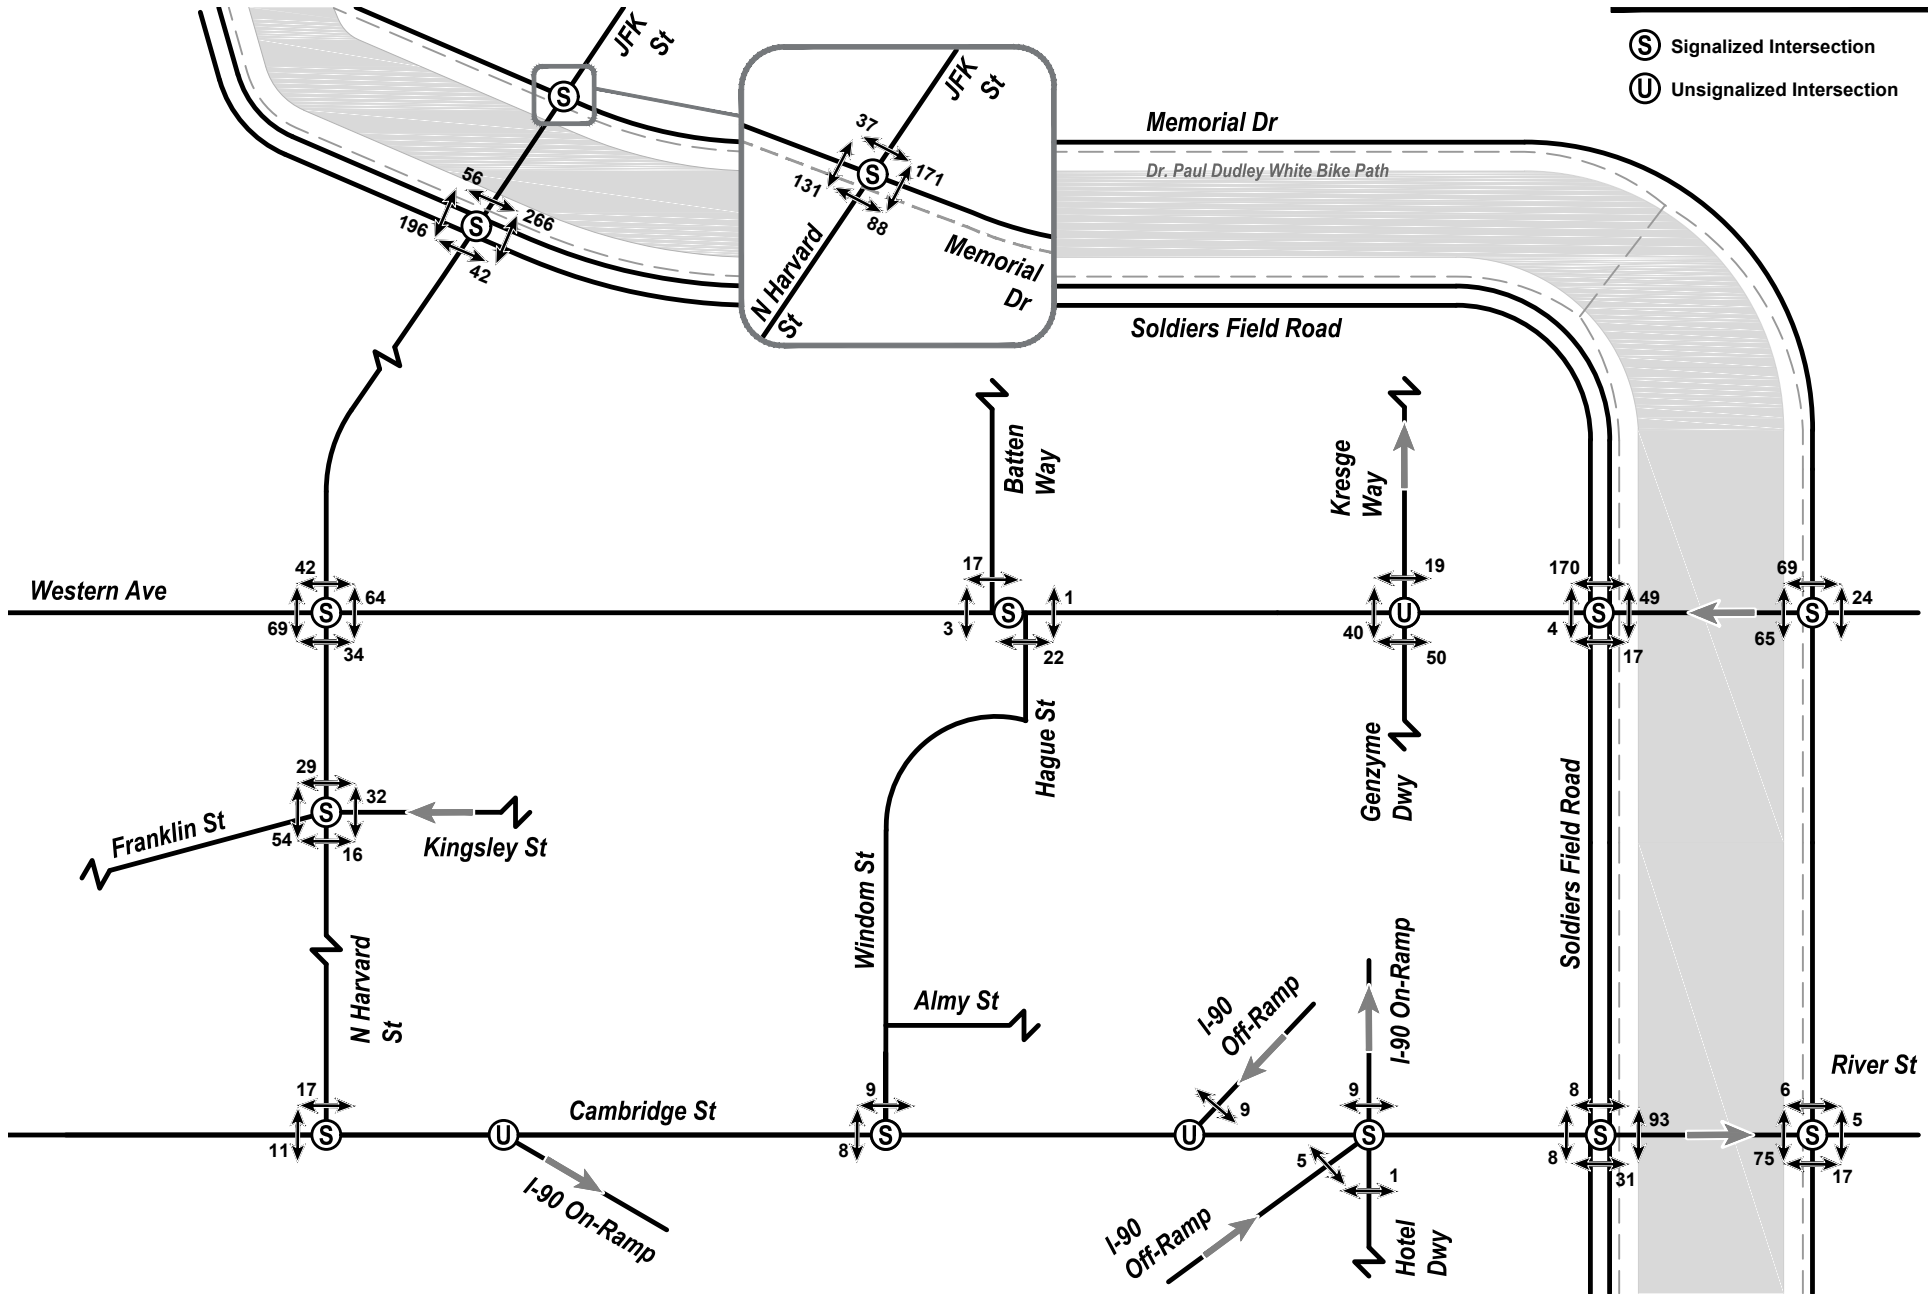 JFK
St
S
Signalized Intersection
U
Unsignalized Intersection
S
JFK
St
37
171
S
131
88
N Harvard
St
Memorial
Dr
Memorial Dr
Dr. Paul Dudley White Bike Path
56
266
S
196
42
Soldiers Field Road
Batten
Way
Kresge
Way
Western Ave
42
64
S
69
34
17
1
S
3
22
19
U
40
50
170
49
S
4
17
69
24
S
65
Hague St
Genzyme
Dwy
29
32
S
54
16
Franklin St
Kingsley St
Windom St
Soldiers Field Road
N Harvard
St
Almy St
I-90
Off-Ramp
I-90 On-Ramp
River St
17
S
11
U
Cambridge St
9
S
8
9
U
9
S
5
1
8
93
S
8
31
6
5
S
75
17
I-90 On-Ramp
I-90
Off-Ramp
Hotel
Dwy